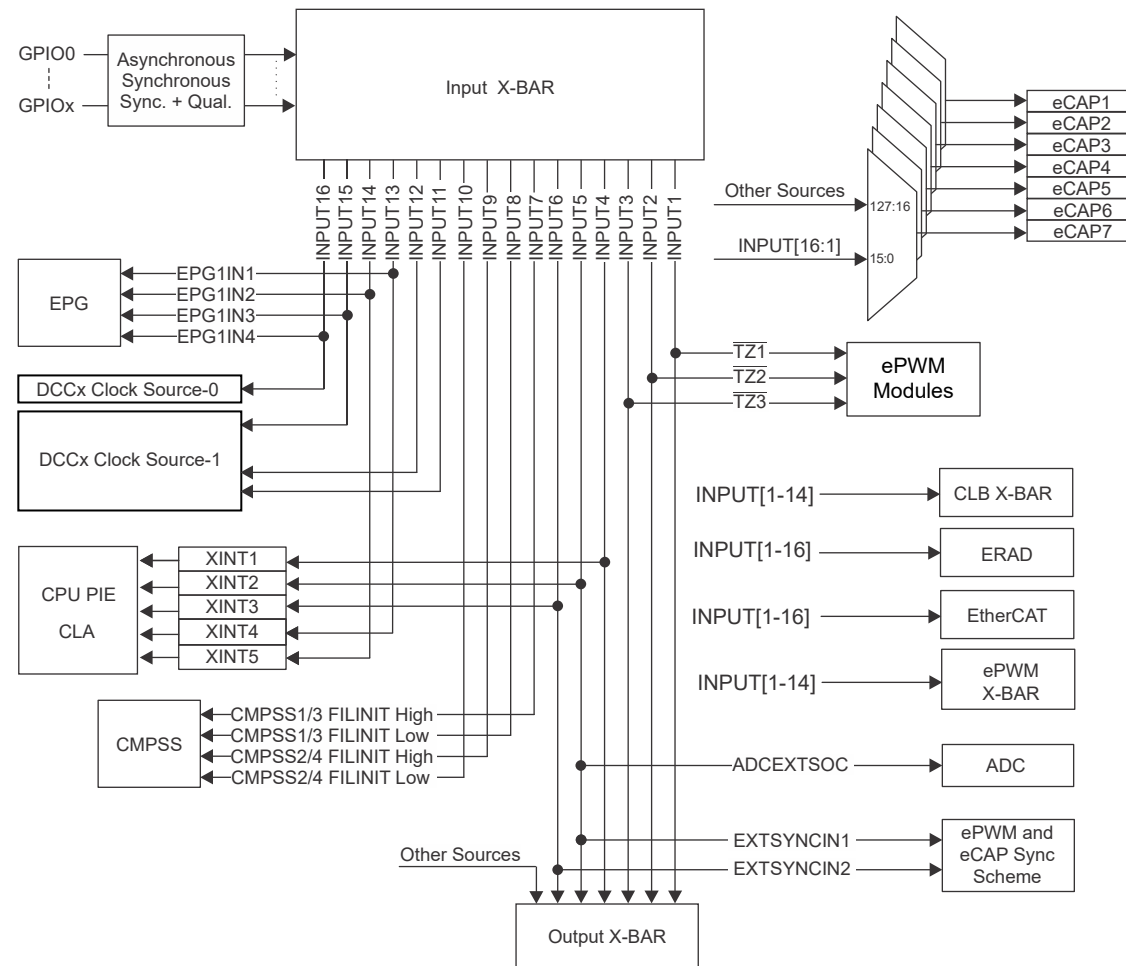 GPIO0
GPIOx
Asynchronous
Synchronous
Sync. + Qual.
Input X-BAR
INPUT16
INPUT15
INPUT14
INPUT13
INPUT12
INPUT11
INPUT10
INPUT9
INPUT8
INPUT7
INPUT6
INPUT5
INPUT4
INPUT3
INPUT2
INPUT1
Other Sources
INPUT[16:1]
127:16
15:0
eCAP1
eCAP2
eCAP3
eCAP4
eCAP5
eCAP6
eCAP7
EPG
EPG1IN1
EPG1IN2
EPG1IN3
EPG1IN4
DCCx Clock Source-0
DCCx Clock Source-1
TZ1
TZ2
TZ3
ePWM
Modules
INPUT[1-14]
CLB X-BAR
INPUT[1-16]
ERAD
INPUT[1-16]
EtherCAT
INPUT[1-14]
ePWM
X-BAR
CPU PIE
CLA
XINT1
XINT2
XINT3
XINT4
XINT5
CMPSS
CMPSS1/3 FILINIT High
CMPSS1/3 FILINIT Low
CMPSS2/4 FILINIT High
CMPSS2/4 FILINIT Low
ADCEXTSOC
ADC
EXTSYNCIN1
EXTSYNCIN2
ePWM and
eCAP Sync
Scheme
Other Sources
Output X-BAR